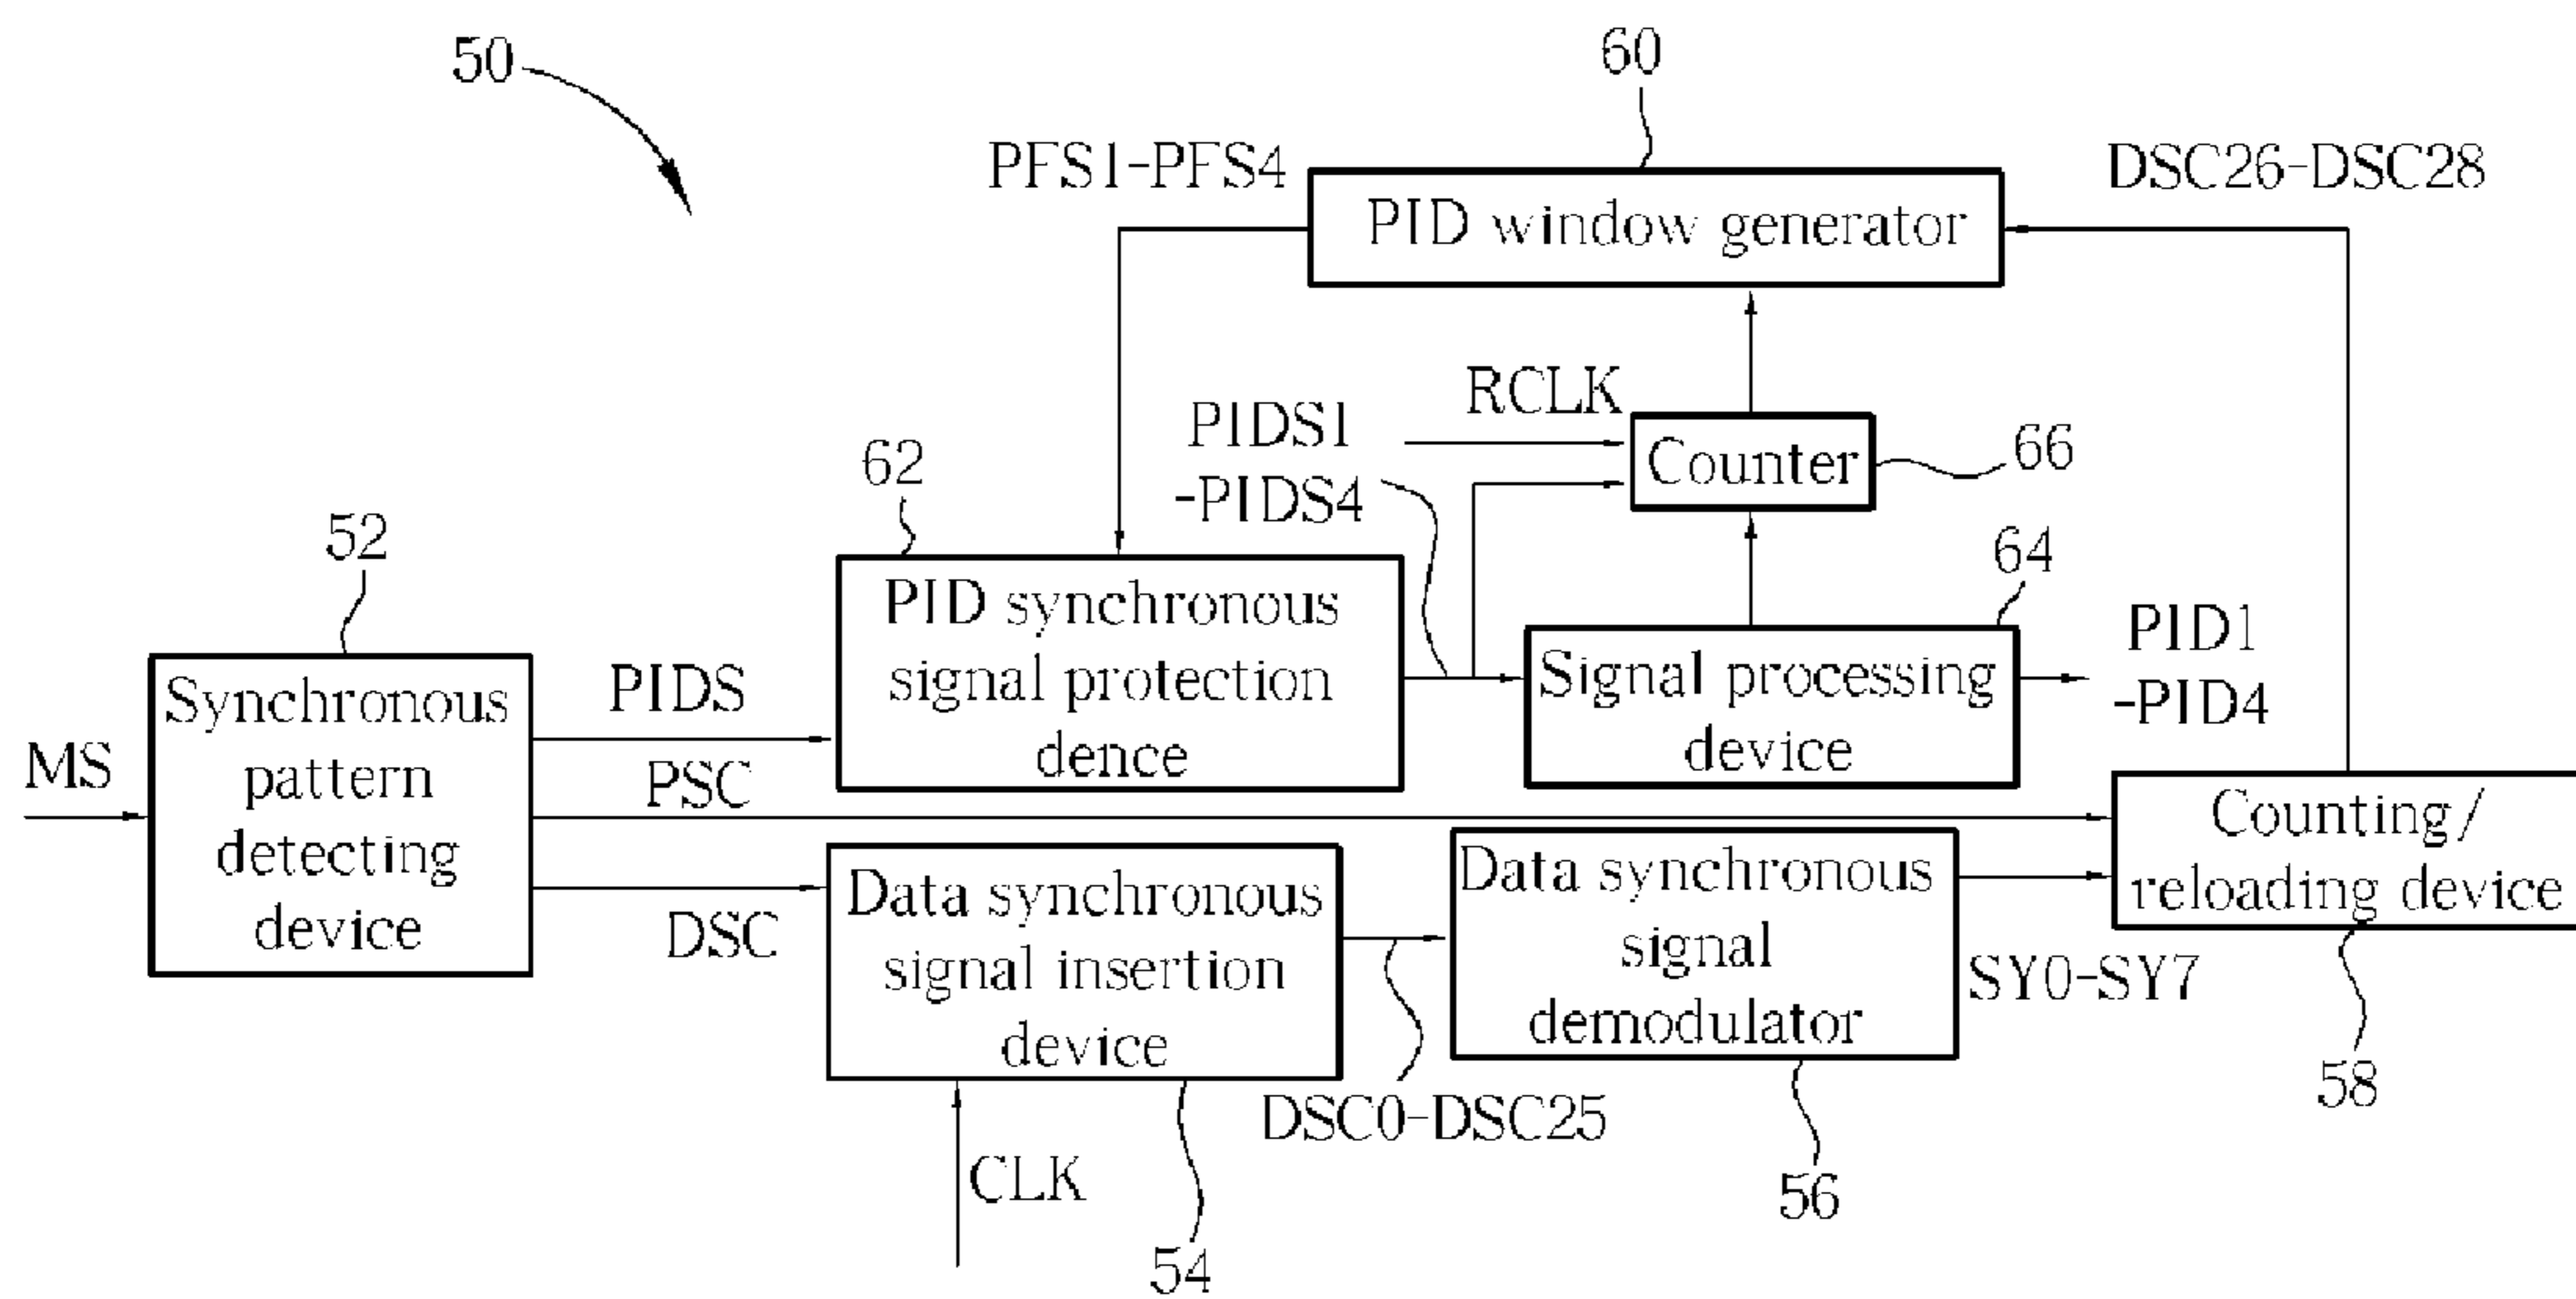 50
60
PFS1-PFS4
DSC26-DSC28
PID window generator
RCLK
PIDS1
-PIDS4
Counter
66
62
52
64
PID synchronous
signal protection
dence
Signal processing
device
PID1
-PID4
Synchronous
pattern
detecting
device
MS
PIDS
PSC
DSC
Counting/
reloading device
Data synchronous
signal insertion
device
Data synchronous
signal
demodulator
SY0-SY7
58
DSC0-DSC25
CLK
54
56